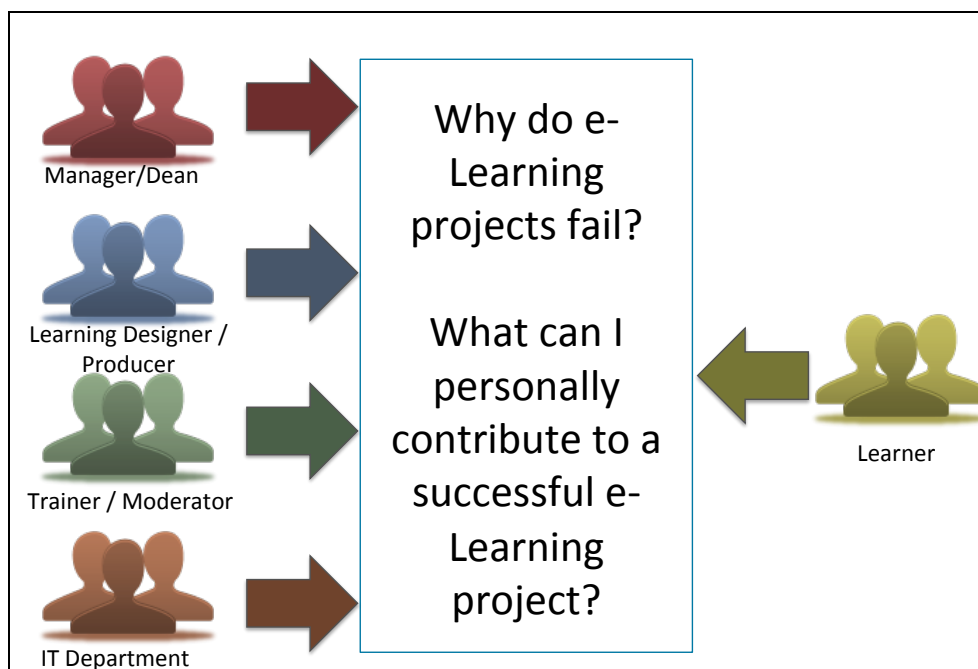 Manager/Dean
Learning Designer /
Producer
Trainer / Moderator
IT Department
Why do e-
Learning
projects fail?
What can I
personally
contribute to a
successful e-
Learning
project?
Learner